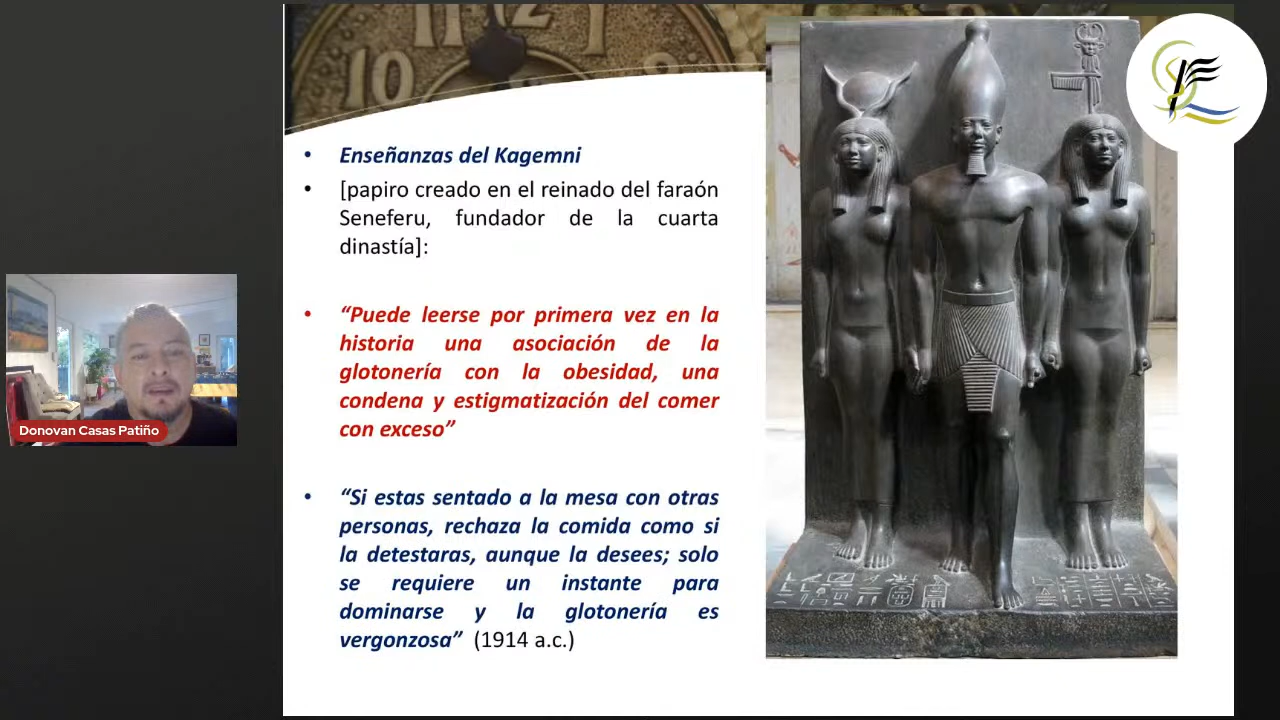 12
10
Enseñanzas del Kagemni
[papiro creado en el reinado del faraón
Seneferu, fundador de la cuarta
dinastía]:
“Puede leerse por primera vez en la
historia una asociación de la
glotonería con la obesidad, una
condena y estigmatización del comer
con exceso”
“Si estas sentado a la mesa con otras
personas, rechaza la comida como si
la detestaras, aunque la desees; solo
se requiere un instante para
dominarse y la glotonería es
vergonzosa” (1914 a.c.)
Donovan Casas Patiño